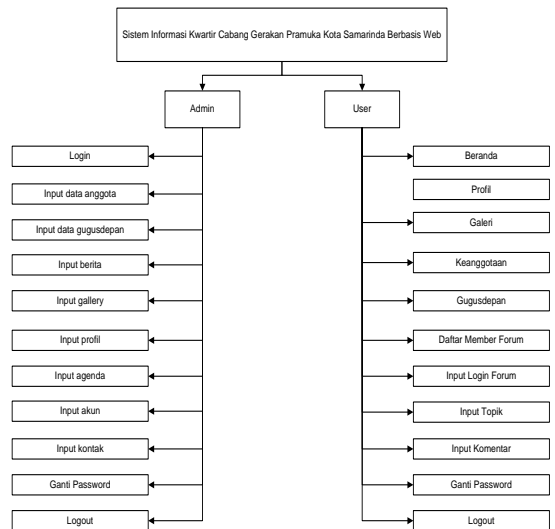 Sistem Informasi Kwartir Cabang Gerakan Pramuka Kota Samarinda Berbasis Web
Admin
User
Login
Input data anggota
Input data gugusdepan
Input berita
Input gallery
Input profil
Input agenda
Input akun
Input kontak
Ganti Password
Logout
Beranda
Profil
Galeri
Keanggotaan
Gugusdepan
Daftar Member Forum
Input Login Forum
Input Topik
Input Komentar
Ganti Password
Logout